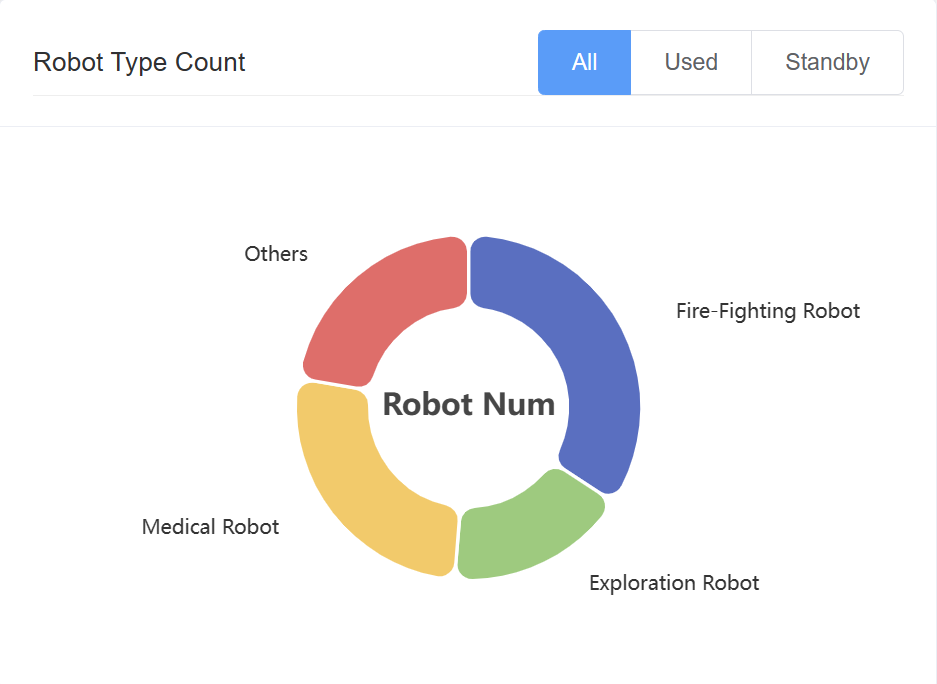 Robot Type Count
All
Used
Standby
Others
Fire-Fighting Robot
Robot Num
Medical Robot
Exploration Robot